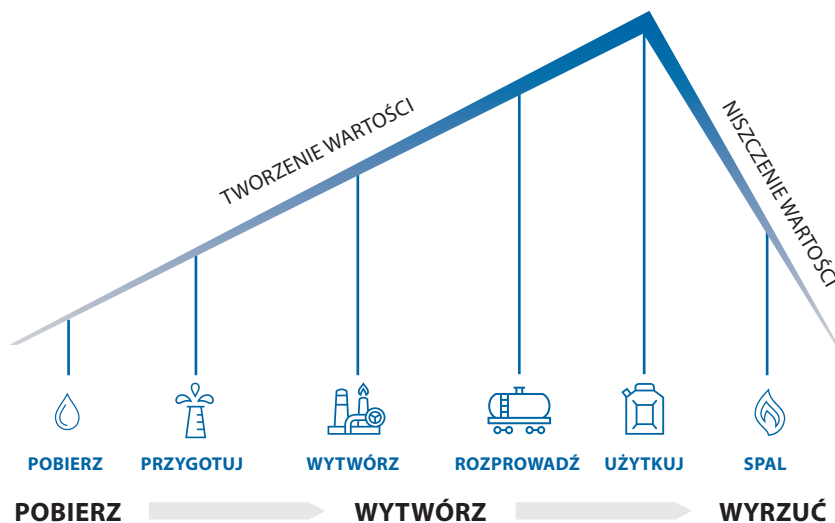 TWORZENIE WARTOŚCI
NISZCZENIE WARTOŚCI
POBIERZ
PRZYGOTUJ
WYTWÓRZ
ROZPROWADŹ
UŻYTKUJ
SPAL
POBIERZ
WYTWÓRZ
WYRZUĆ